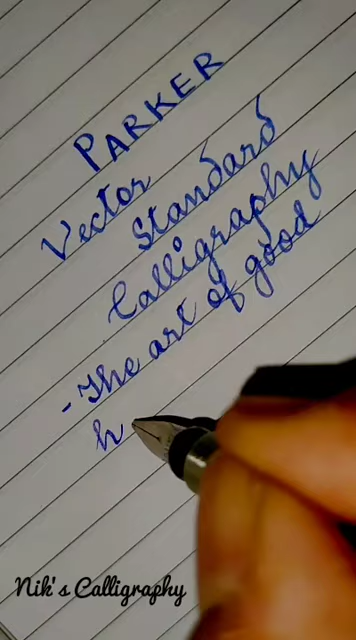 PARKER
Vector Standard
Calligraphy
- The art of good
h
Nik's Calligraphy